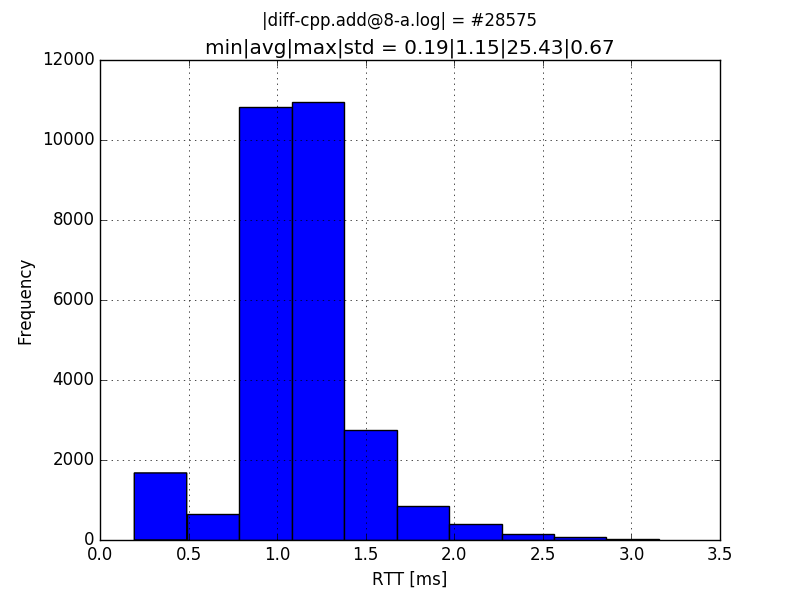 |diff-cpp.add@8-a.log| = #28575
min|avg|max|std = 0.19|1.15|25.43|0.67
12000
10000
8000
6000
4000
2000
0
Frequency
0.0 0.5 1.0 1.5 2.0 2.5 3.0 3.5
RTT [ms]